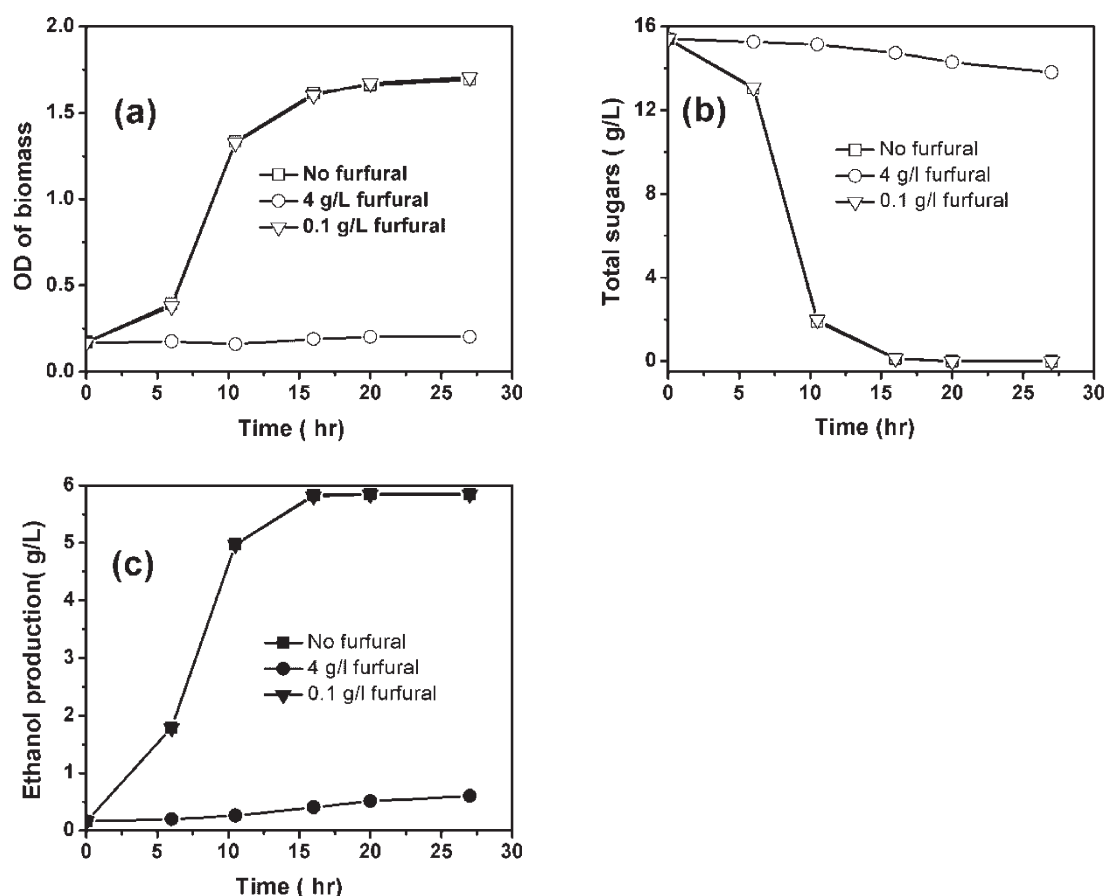 2.0
1.5
1.0
0.5
0.0
OD of biomass
(a)
No furfural
4 g/L furfural
0.1 g/L furfural
0 5 10 15 20 25 30
Time ( hr)
16
12
8
4
0
Total sugars ( g/L)
(b)
No furfural
4 g/l furfural
0.1 g/l furfural
0 5 10 15 20 25 30
Time (hr)
6
5
4
3
2
1
0
Ethanol production( g/L)
(c)
No furfural
4 g/l furfural
0.1 g/l furfural
0 5 10 15 20 25 30
Time ( hr)